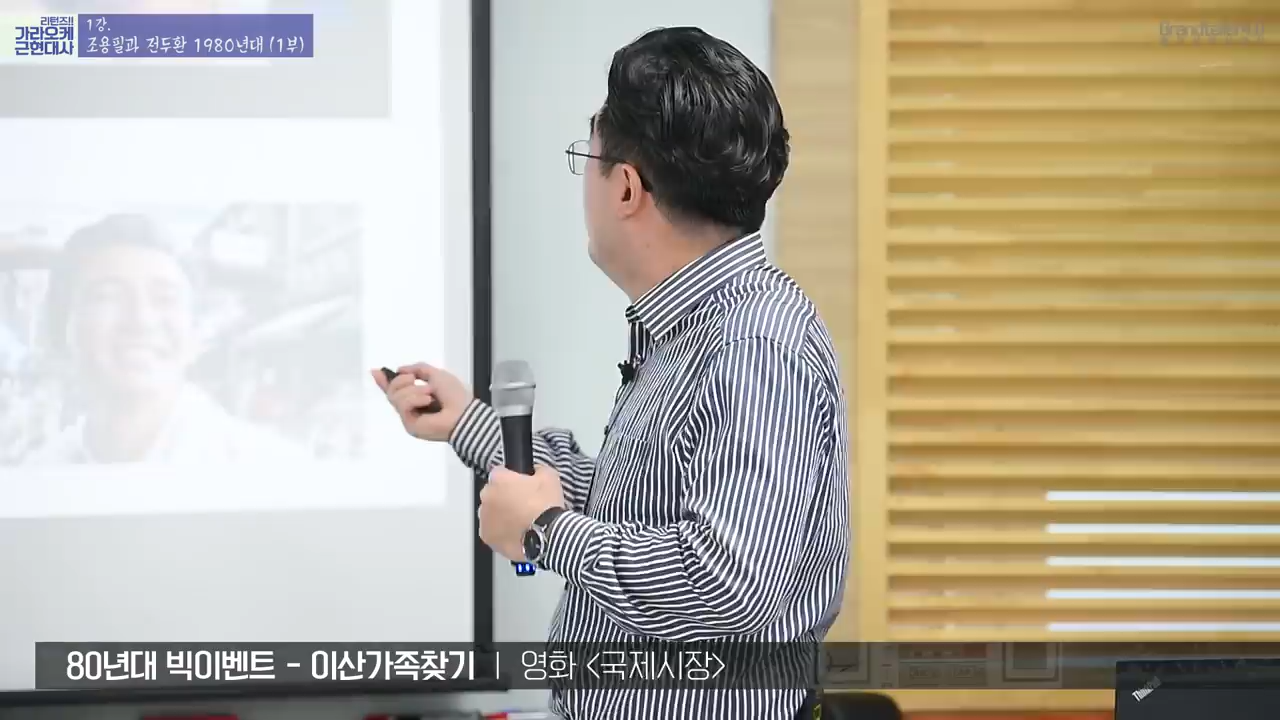 리턴즈!!
가라오케
근현대사
1강.
조용필과 전두환 1980년대 (1부)
80년대 빅이벤트 - 이산가족찾기 | 영화 <국제시장>
ThinkPad